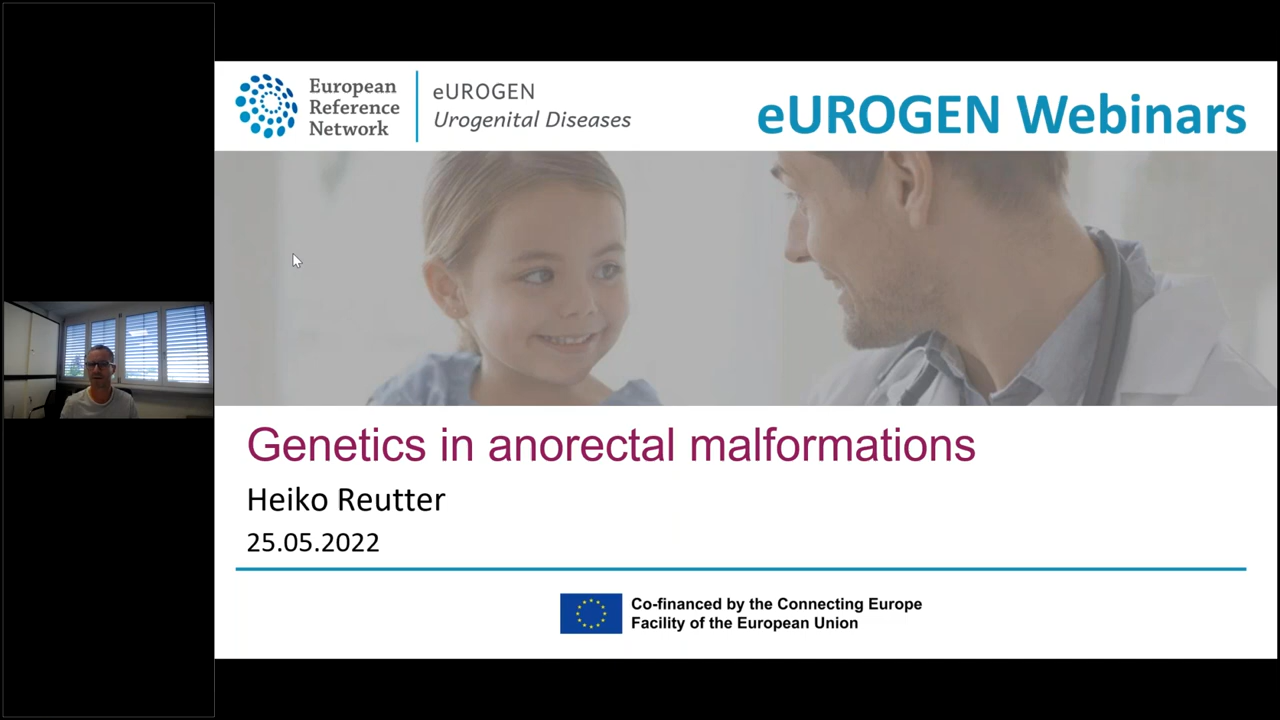 European
Reference
Network
eUROGEN
Urogenital Diseases
eUROGEN Webinars
Genetics in anorectal malformations
Heiko Reutter
25.05.2022
Co-financed by the Connecting Europe
Facility of the European Union